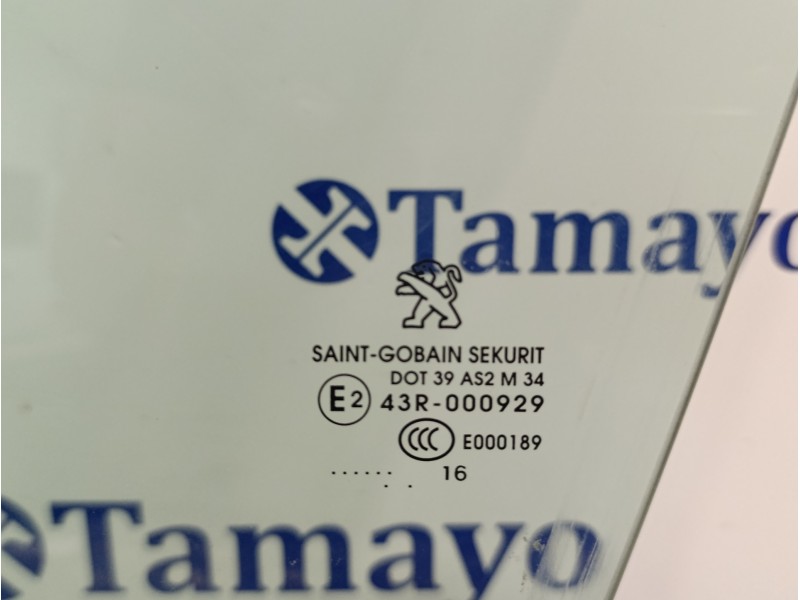 Tamayo
SAINT-GOBAIN SEKURIT
DOT 39 AS2 M 34
E2 43R-000929
CCC E000189
...... 16
. .
Tamayo